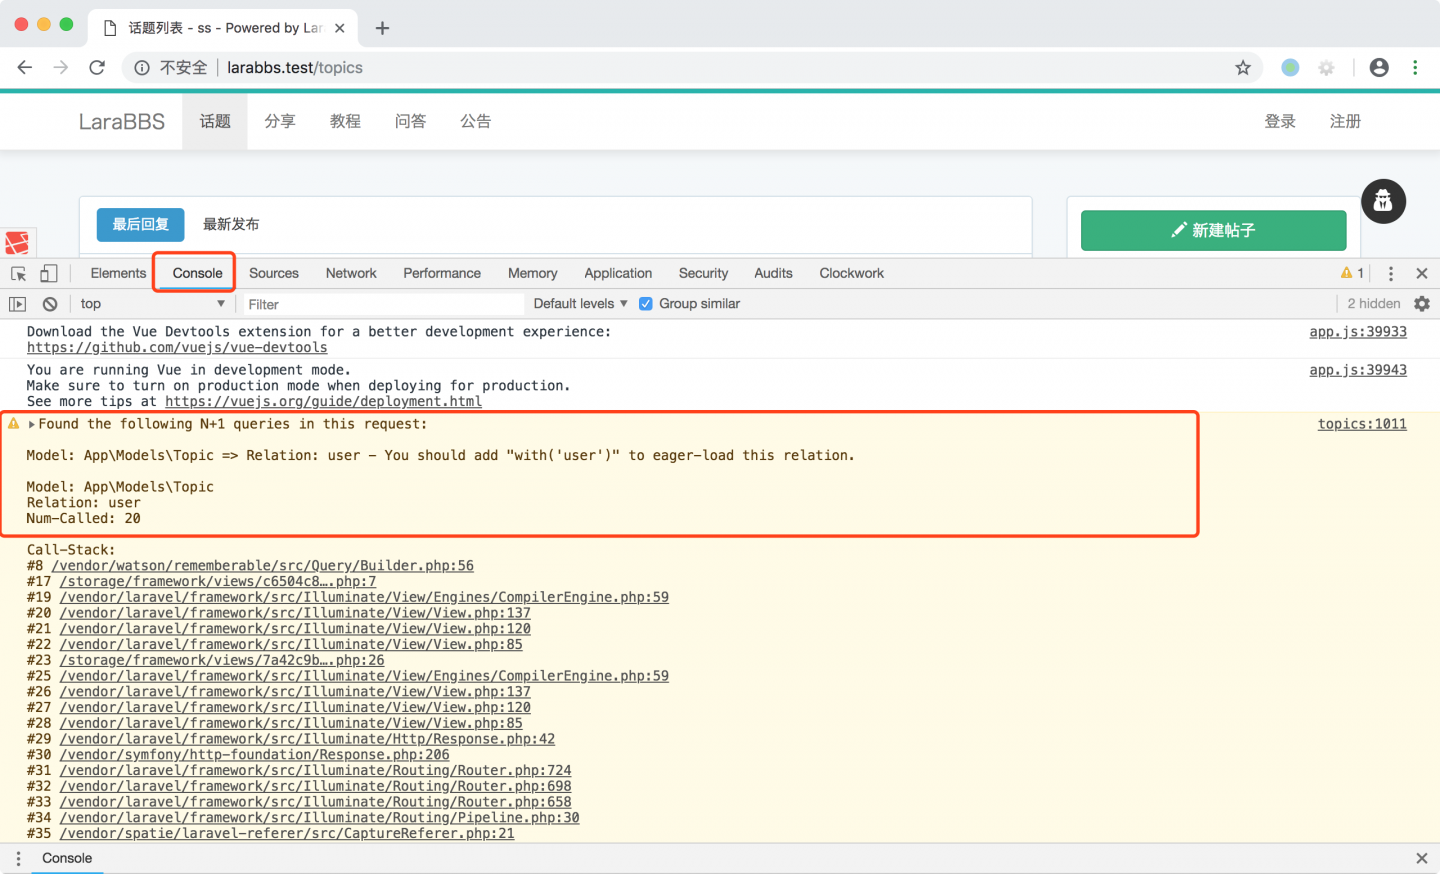 话题列表 - ss - Powered by Lar
不安全 larabbs.test/topics
LaraBBS 话题 分享 教程 问答 公告 登录 注册
最后回复 最新发布 新建帖子
Elements Console Sources Network Performance Memory Application Security Audits Clockwork 1
top Filter Default levels Group similar 2 hidden
Download the Vue Devtools extension for a better development experience: app.js:39933
https://github.com/vuejs/vue-devtools
You are running Vue in development mode. app.js:39943
Make sure to turn on production mode when deploying for production.
See more tips at https://vuejs.org/guide/deployment.html
Found the following N+1 queries in this request: topics:1011
Model: App\Models\Topic => Relation: user - You should add "with('user')" to eager-load this relation.
Model: App\Models\Topic
Relation: user
Num-Called: 20
Call-Stack:
#8 /vendor/watson/rememberable/src/Query/Builder.php:56
#17 /storage/framework/views/c6504c8….php:7
#19 /vendor/laravel/framework/src/Illuminate/View/Engines/CompilerEngine.php:59
#20 /vendor/laravel/framework/src/Illuminate/View/View.php:137
#21 /vendor/laravel/framework/src/Illuminate/View/View.php:120
#22 /vendor/laravel/framework/src/Illuminate/View/View.php:85
#23 /storage/framework/views/7a42c9b….php:26
#25 /vendor/laravel/framework/src/Illuminate/View/Engines/CompilerEngine.php:59
#26 /vendor/laravel/framework/src/Illuminate/View/View.php:137
#27 /vendor/laravel/framework/src/Illuminate/View/View.php:120
#28 /vendor/laravel/framework/src/Illuminate/View/View.php:85
#29 /vendor/laravel/framework/src/Illuminate/Http/Response.php:42
#30 /vendor/symfony/http-foundation/Response.php:206
#31 /vendor/laravel/framework/src/Illuminate/Routing/Router.php:724
#32 /vendor/laravel/framework/src/Illuminate/Routing/Router.php:698
#33 /vendor/laravel/framework/src/Illuminate/Routing/Router.php:658
#34 /vendor/laravel/framework/src/Illuminate/Routing/Pipeline.php:30
#35 /vendor/spatie/laravel-referer/src/CaptureReferer.php:21
Console